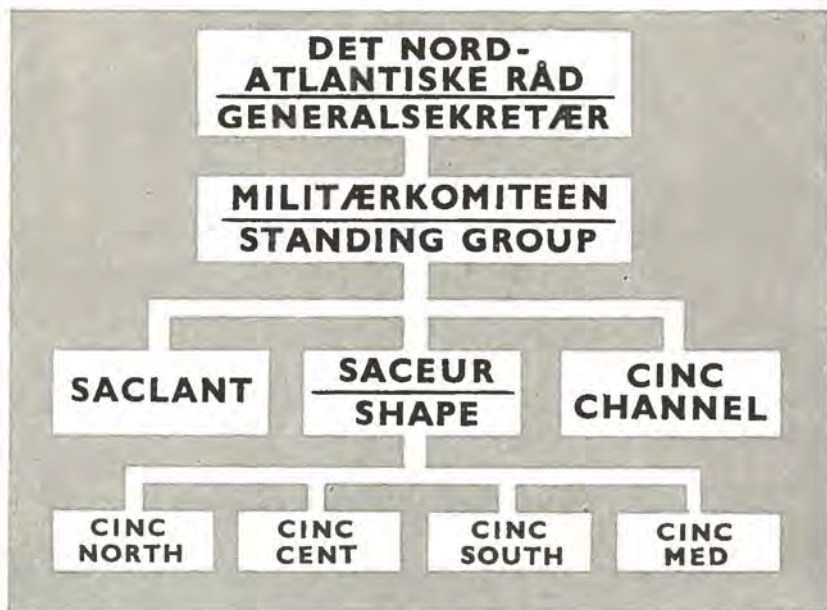 DET NORD-
ATLANTISKE RÅD
GENERALSEKRETÆR
MILITÆRKOMITEEN
STANDING GROUP
SACLANT
SACEUR
SHAPE
CINC
CHANNEL
CINC
NORTH
CINC
CENT
CINC
SOUTH
CINC
MED